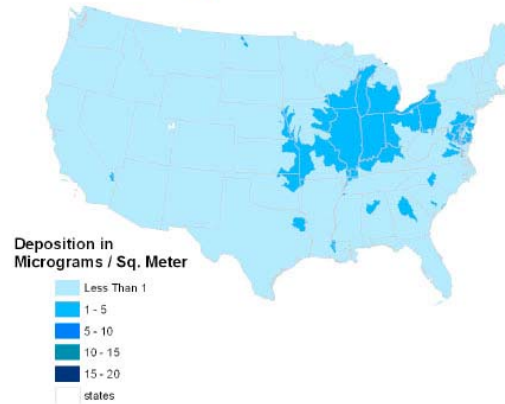 Deposition in
Micrograms / Sq. Meter
Less Than 1
1 - 5
5 - 10
10 - 15
15 - 20
states